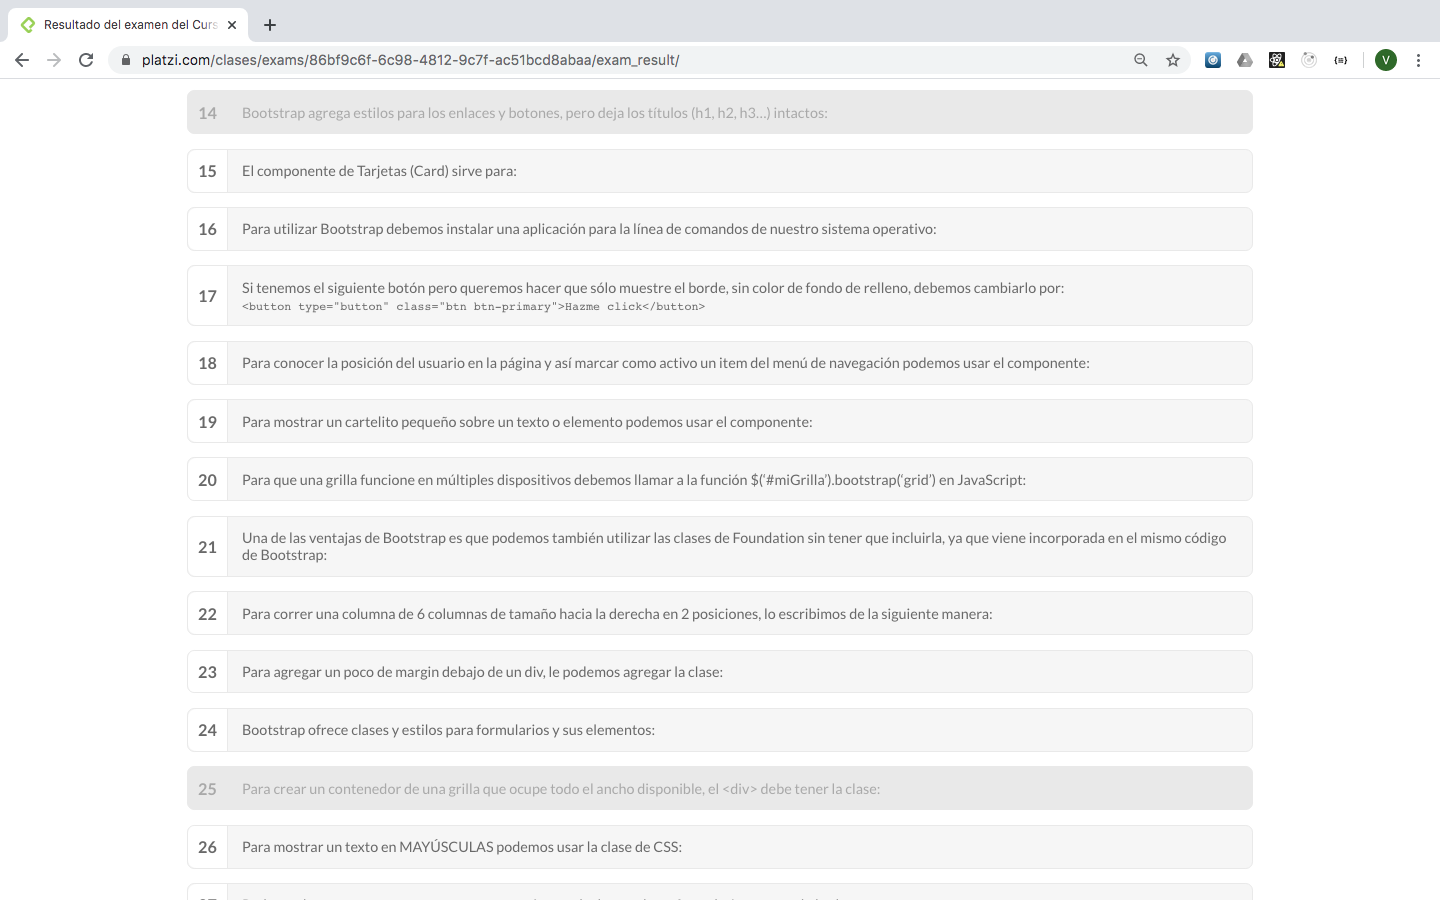 Resultado del examen del Curs
platzi.com/clases/exams/86bf9c6f-6c98-4812-9c7f-ac51bcd8abaa/exam_result/
V
14 Bootstrap agrega estilos para los enlaces y botones, pero deja los títulos (h1, h2, h3...) intactos:
15 El componente de Tarjetas (Card) sirve para:
16 Para utilizar Bootstrap debemos instalar una aplicación para la línea de comandos de nuestro sistema operativo:
17 Si tenemos el siguiente botón pero queremos hacer que sólo muestre el borde, sin color de fondo de relleno, debemos cambiarlo por:
<button type="button" class="btn btn-primary">Hazme click</button>
18 Para conocer la posición del usuario en la página y así marcar como activo un item del menú de navegación podemos usar el componente:
19 Para mostrar un cartelito pequeño sobre un texto o elemento podemos usar el componente:
20 Para que una grilla funcione en múltiples dispositivos debemos llamar a la función $(‘#miGrilla’).bootstrap(‘grid’) en JavaScript:
21 Una de las ventajas de Bootstrap es que podemos también utilizar las clases de Foundation sin tener que incluirla, ya que viene incorporada en el mismo código
de Bootstrap:
22 Para correr una columna de 6 columnas de tamaño hacia la derecha en 2 posiciones, lo escribimos de la siguiente manera:
23 Para agregar un poco de margin debajo de un div, le podemos agregar la clase:
24 Bootstrap ofrece clases y estilos para formularios y sus elementos:
25 Para crear un contenedor de una grilla que ocupe todo el ancho disponible, el <div> debe tener la clase:
26 Para mostrar un texto en MAYÚSCULAS podemos usar la clase de CSS: